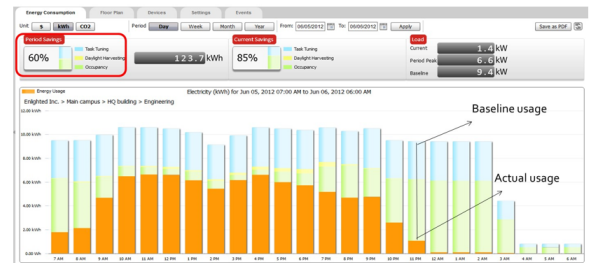 Energy Consumption Floor Plan Devices Settings Events
Unit $ kWh CO2 Period Day Week Month Year From: 06/05/2012 To: 06/06/2012 Apply Save as PDF
Period Savings
60%
Task Tuning
Daylight Harvesting
Occupancy
123.7 kWh
Current Savings
85%
Task Tuning
Daylight Harvesting
Occupancy
Load
Current 1.4 kW
Period Peak 6.6 kW
Baseline 9.4 kW
Energy Usage
Electricity (kWh) for Jun 05, 2012 07:00 AM to Jun 06, 2012 06:00 AM
Enlighted Inc. > Main campus > HQ building > Engineering
Baseline usage
Actual usage
12.00 kWh
10.00 kWh
8.00 kWh
6.00 kWh
4.00 kWh
2.00 kWh
0.00 kWh
7 AM 8 AM 9 AM 10 AM 11 AM 12 PM 1 PM 2 PM 3 PM 4 PM 5 PM 6 PM 7 PM 8 PM 9 PM 10 PM 11 PM 12 AM 1 AM 2 AM 3 AM 4 AM 5 AM 6 AM